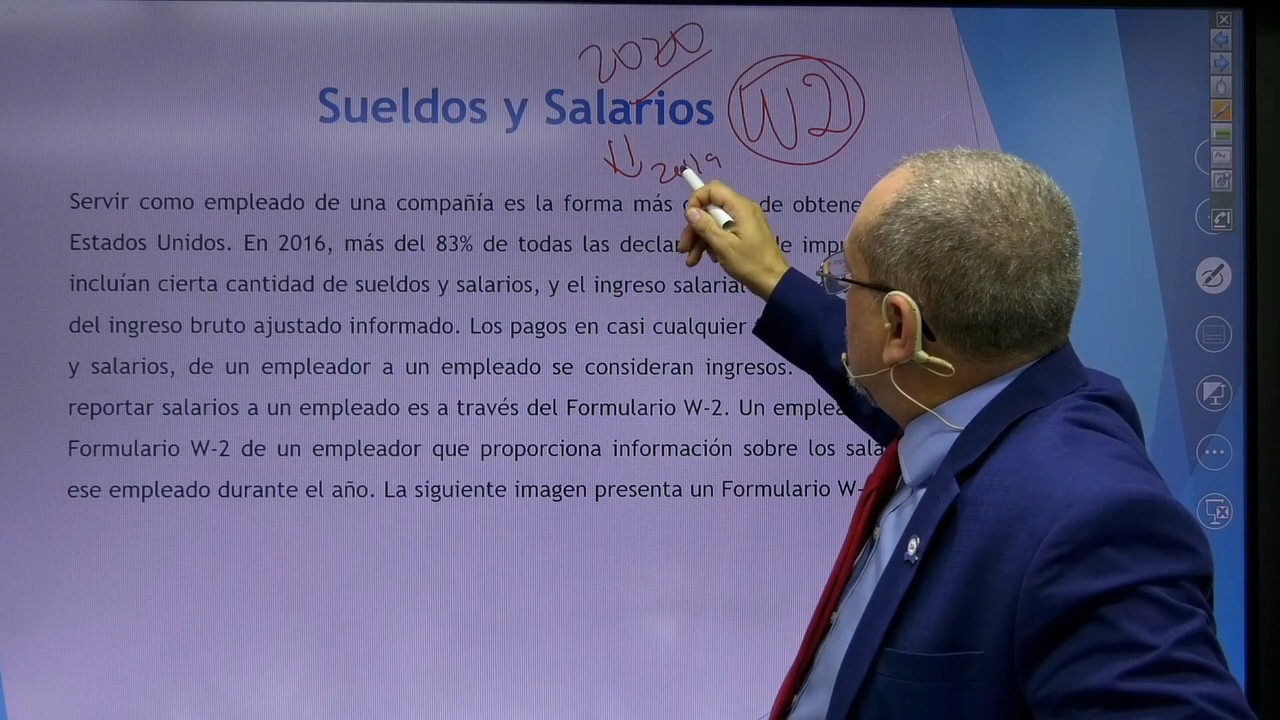 2020
Sueldos y Salarios W2
2019
Servir como empleado de una compañía es la forma más de obtene
Estados Unidos. En 2016, más del 83% de todas las declar de impu
incluían cierta cantidad de sueldos y salarios, y el ingreso salarial
del ingreso bruto ajustado informado. Los pagos en casi cualquier
y salarios, de un empleador a un empleado se consideran ingresos.
reportar salarios a un empleado es a través del Formulario W-2. Un emplea
Formulario W-2 de un empleador que proporciona información sobre los sala
ese empleado durante el año. La siguiente imagen presenta un Formulario W-